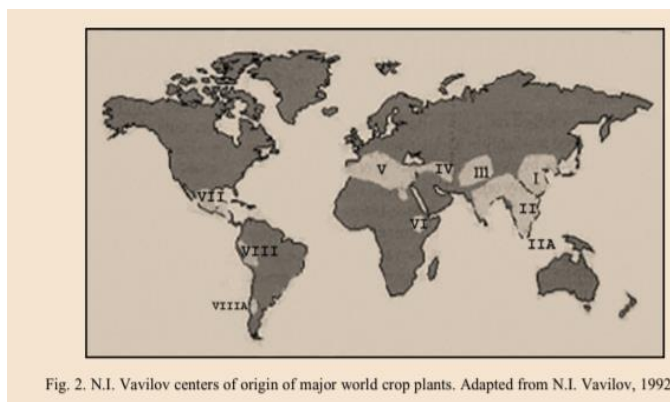 V
IV
III
I
VII
II
VI
IIA
VIII
VIIIA
Fig. 2. N.I. Vavilov centers of origin of major world crop plants. Adapted from N.I. Vavilov, 1992